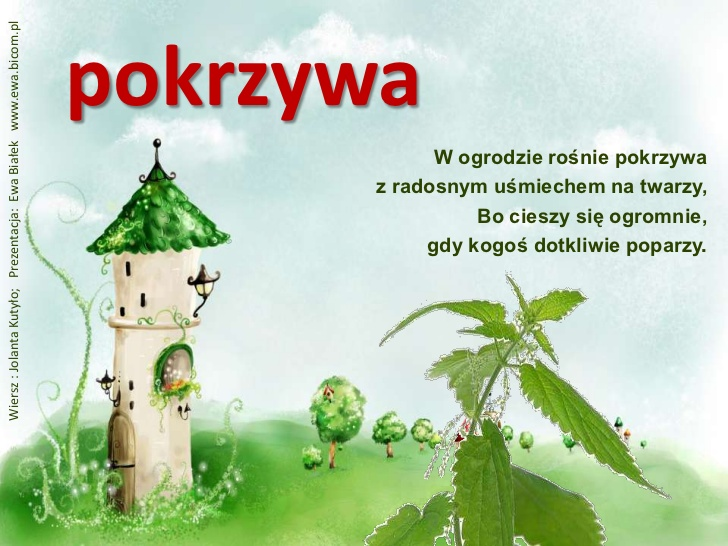 pokrzywa
W ogrodzie rośnie pokrzywa
z radosnym uśmiechem na twarzy,
Bo cieszy się ogromnie,
gdy kogoś dotkliwie poparzy.
Wiersz : Jolanta Kutyło; Prezentacja: Ewa Białek www.ewa.bicom.pl